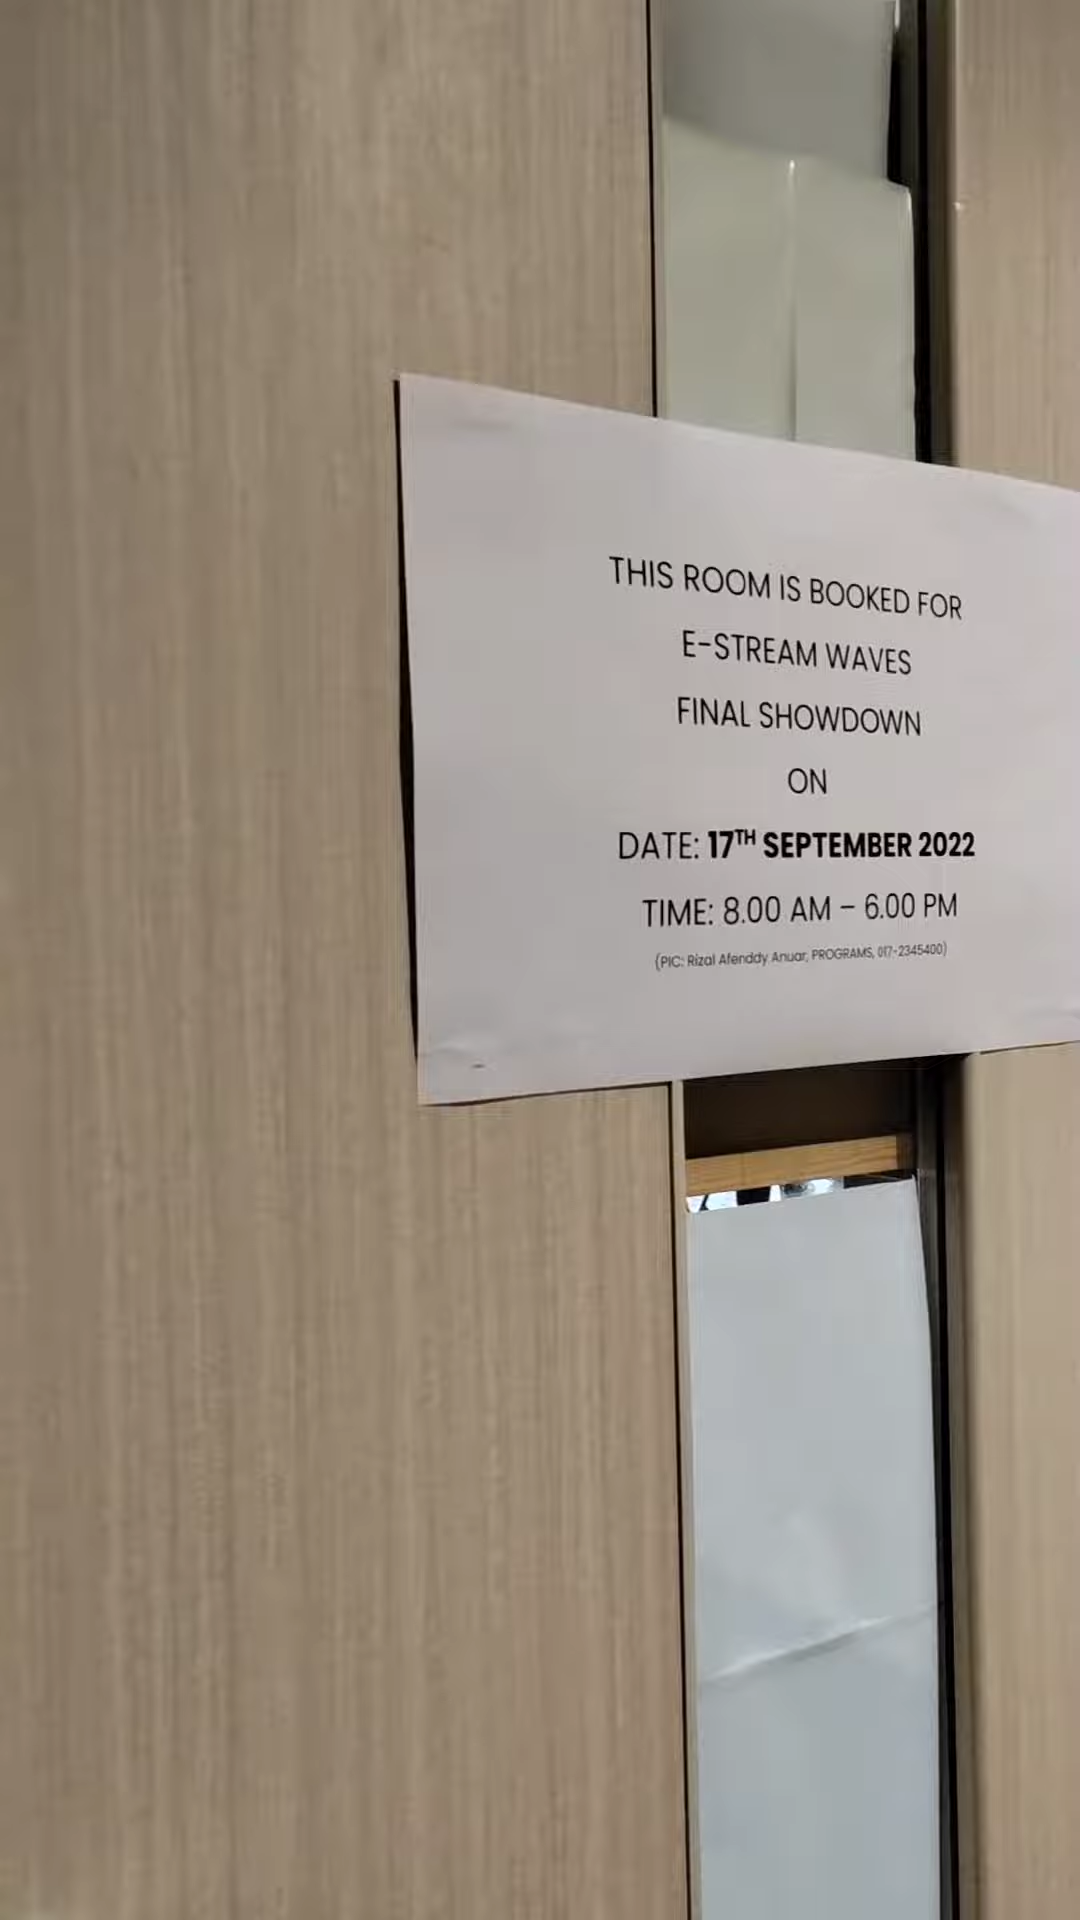 THIS ROOM IS BOOKED FOR
E-STREAM WAVES
FINAL SHOWDOWN
ON
DATE: 17TH SEPTEMBER 2022
TIME: 8.00 AM – 6.00 PM
(PIC: Rizal Afenddy Anuar, PROGRAMS, 017-2345400)